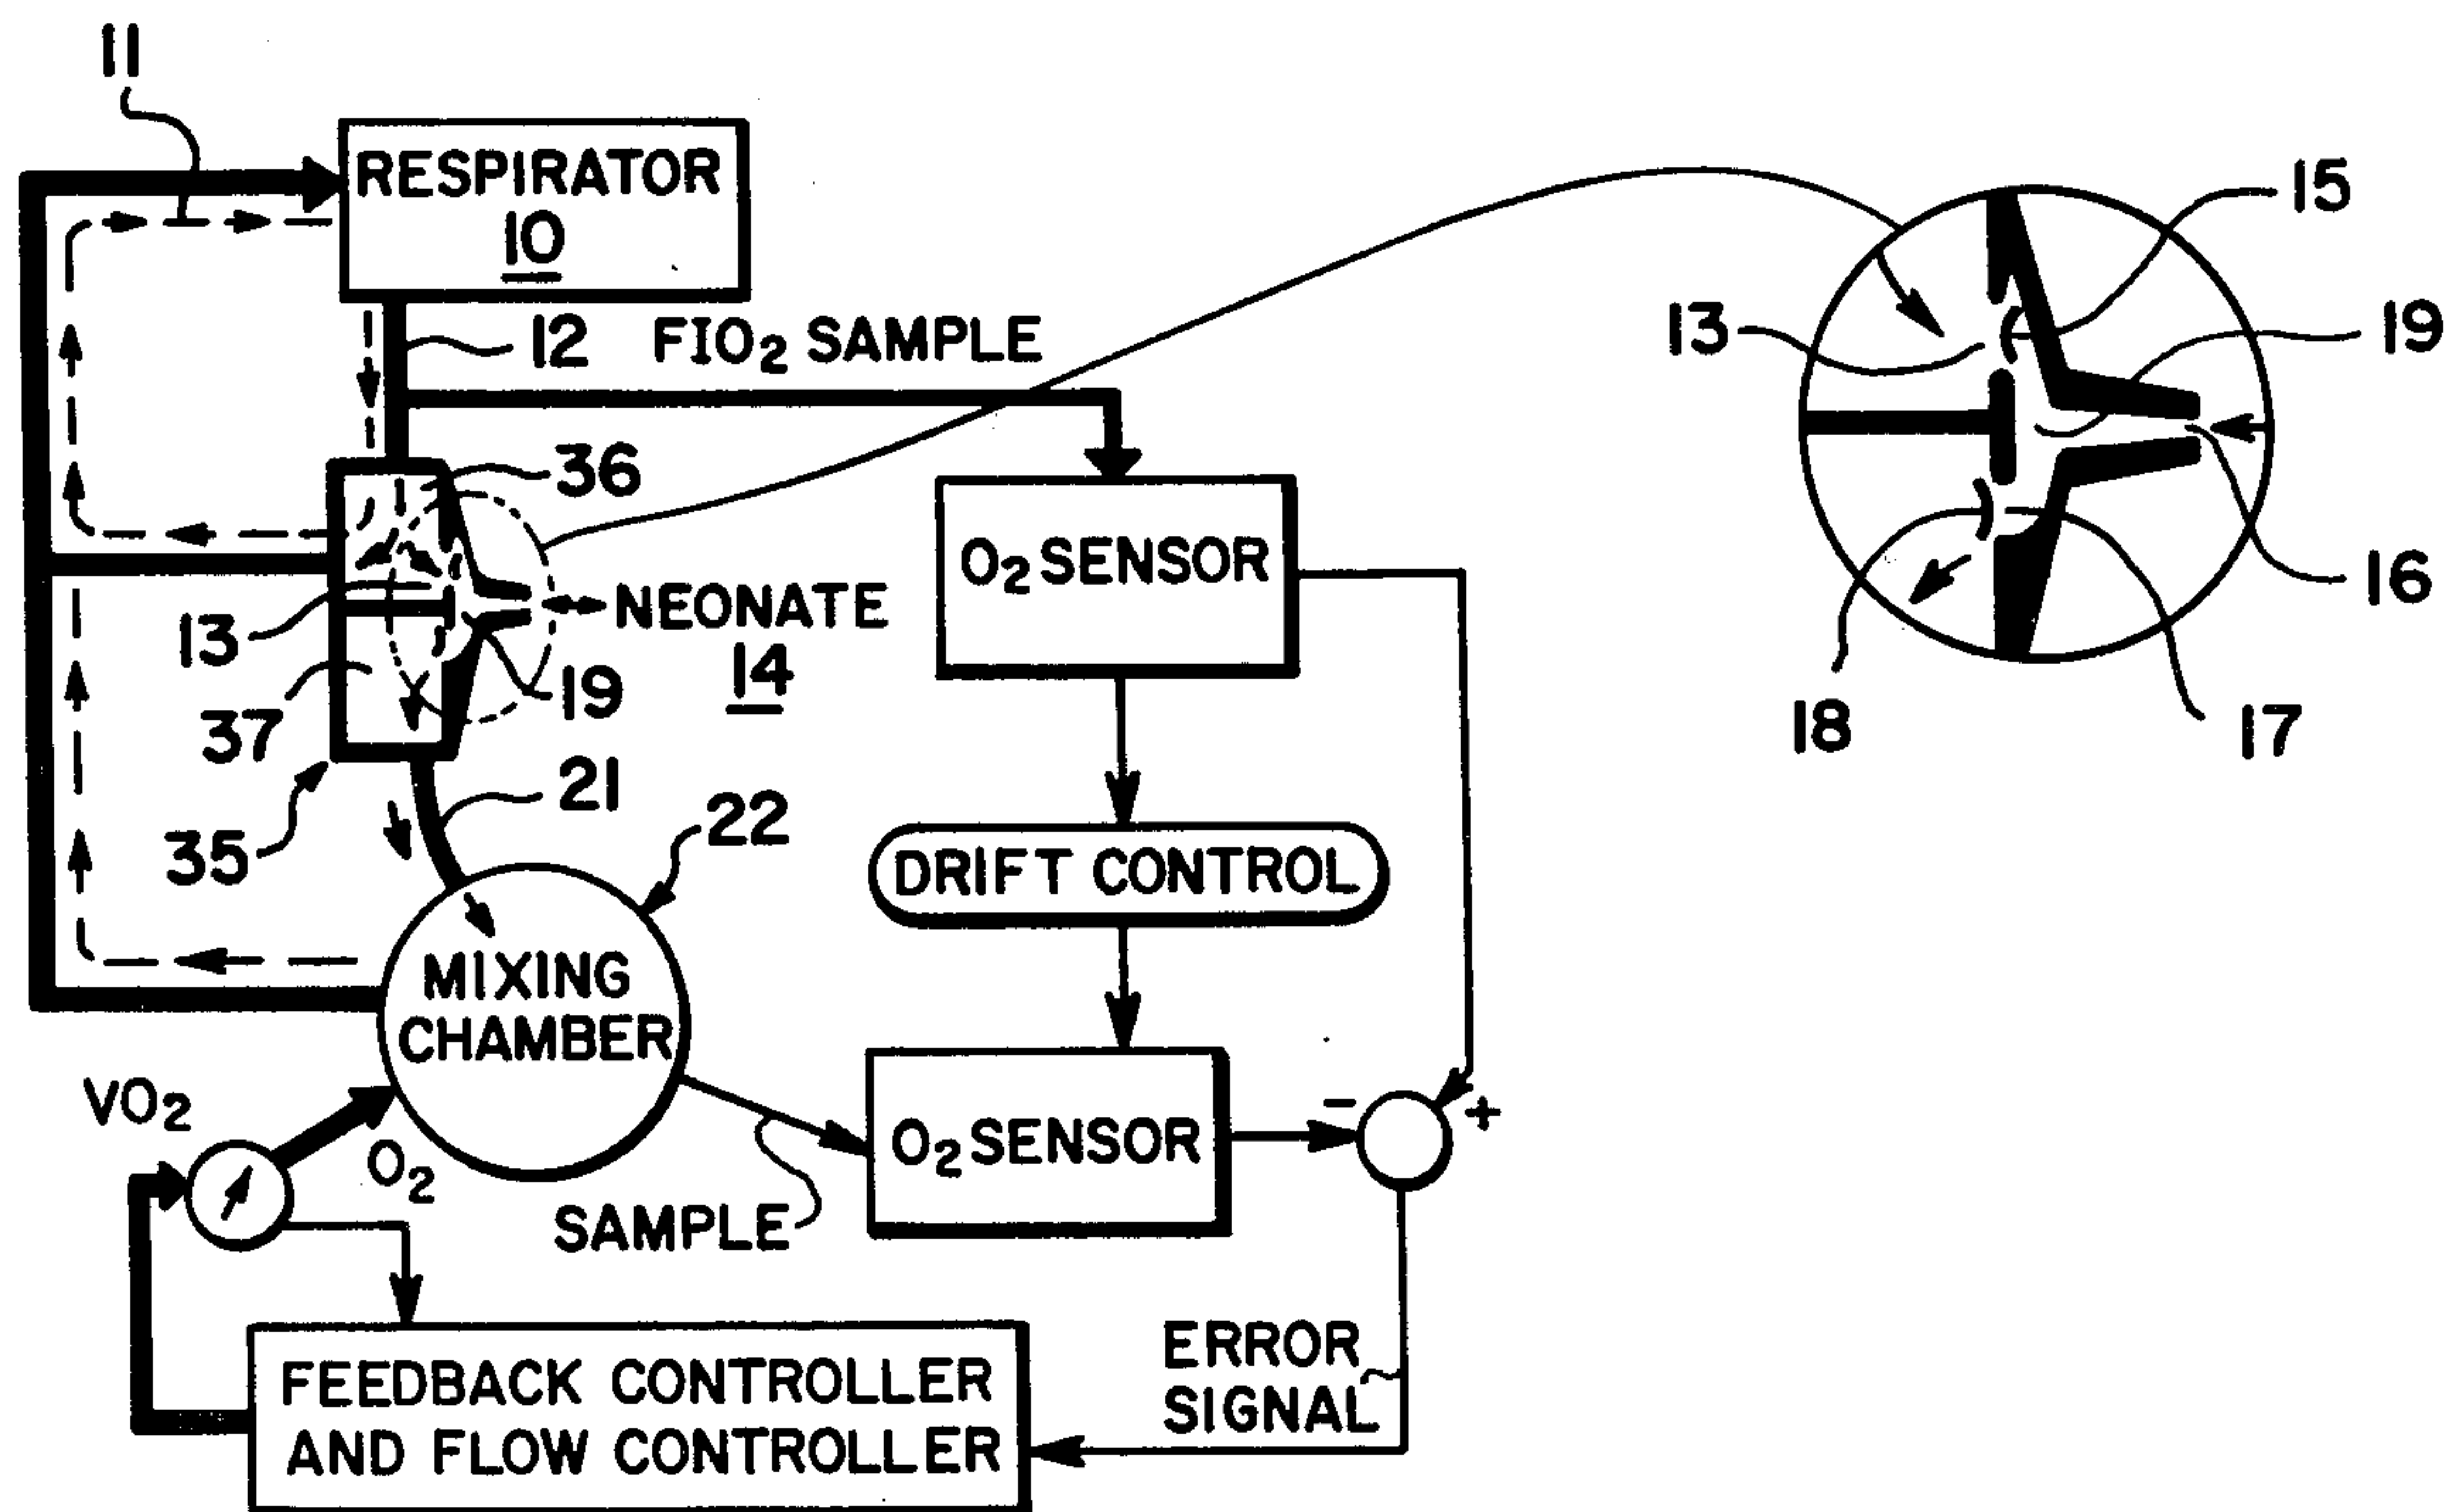 11
RESPIRATOR
10
12
FIO₂ SAMPLE
15
13
19
36
O₂ SENSOR
NEONATE
14
13
19
16
37
18
17
21
22
35
DRIFT CONTROL
MIXING
CHAMBER
VO₂
O₂
O₂ SENSOR
-
+
SAMPLE
ERROR
SIGNAL
FEEDBACK CONTROLLER
AND FLOW CONTROLLER